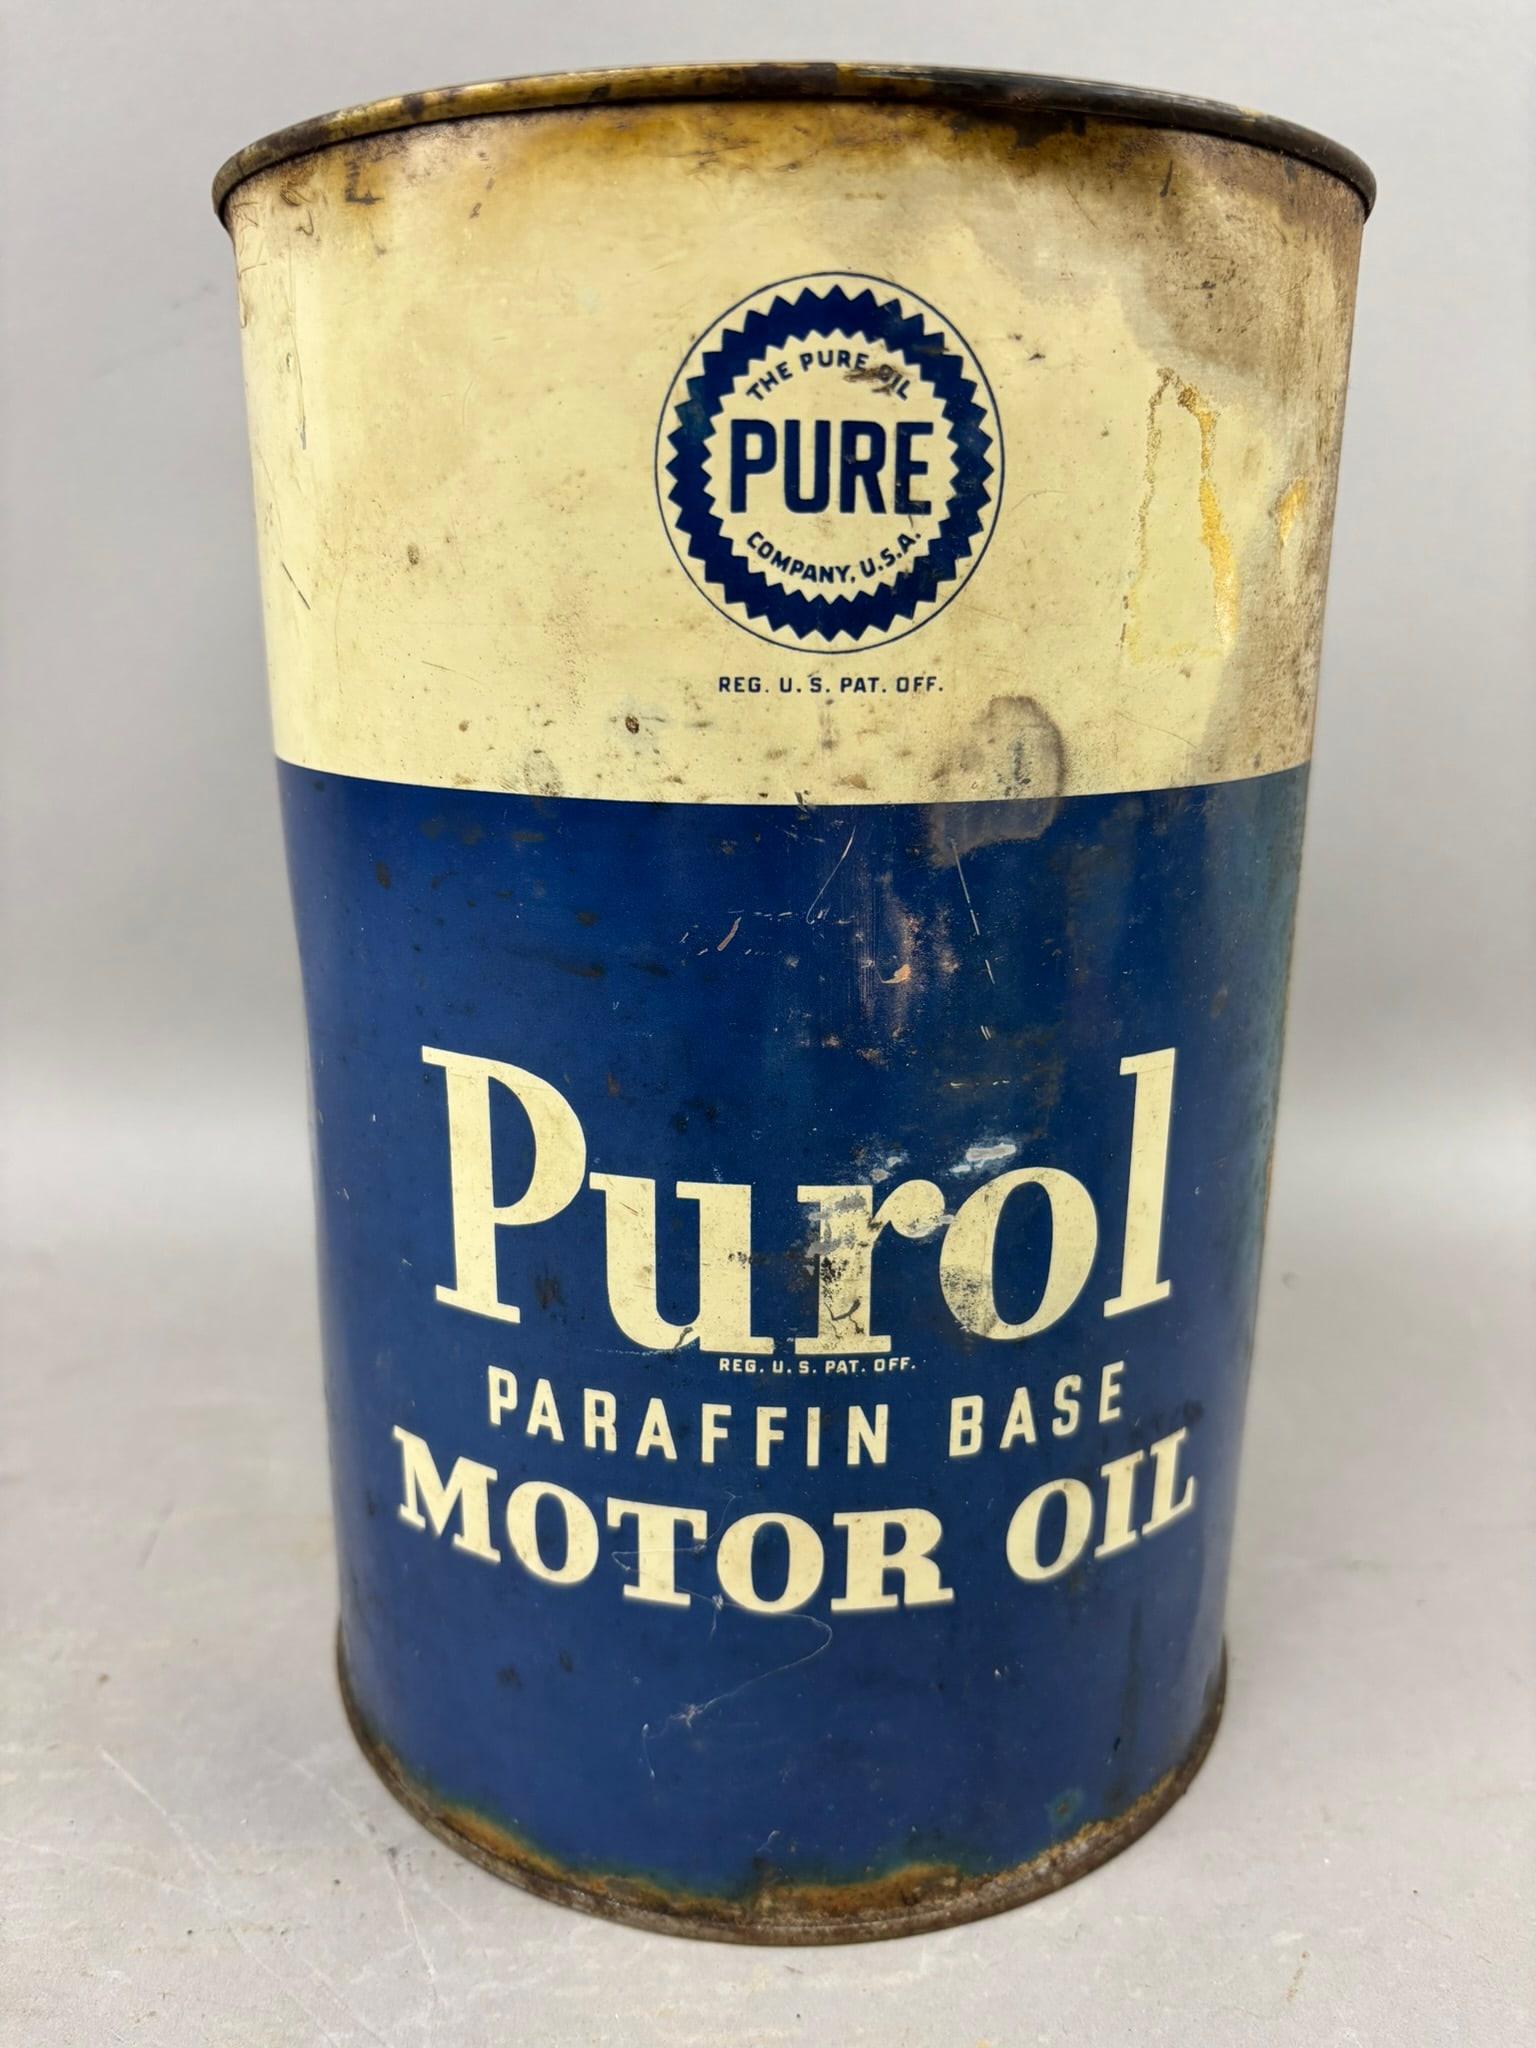 THE PURE OIL
PURE
COMPANY, U.S.A.
REG. U. S. PAT. OFF.
Purol
REG. U. S. PAT. OFF.
PARAFFIN BASE
MOTOR OIL